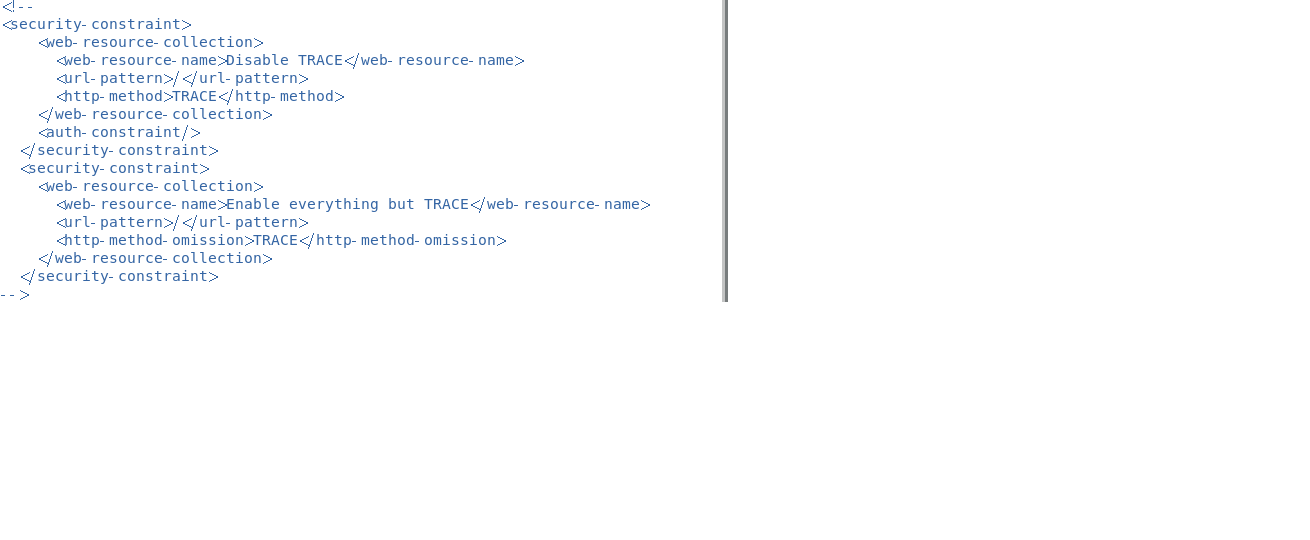 <!--
<security-constraint>
    <web-resource-collection>
      <web-resource-name>Disable TRACE</web-resource-name>
      <url-pattern>/</url-pattern>
      <http-method>TRACE</http-method>
    </web-resource-collection>
    <auth-constraint/>
  </security-constraint>
  <security-constraint>
    <web-resource-collection>
      <web-resource-name>Enable everything but TRACE</web-resource-name>
      <url-pattern>/</url-pattern>
      <http-method-omission>TRACE</http-method-omission>
    </web-resource-collection>
  </security-constraint>
-->